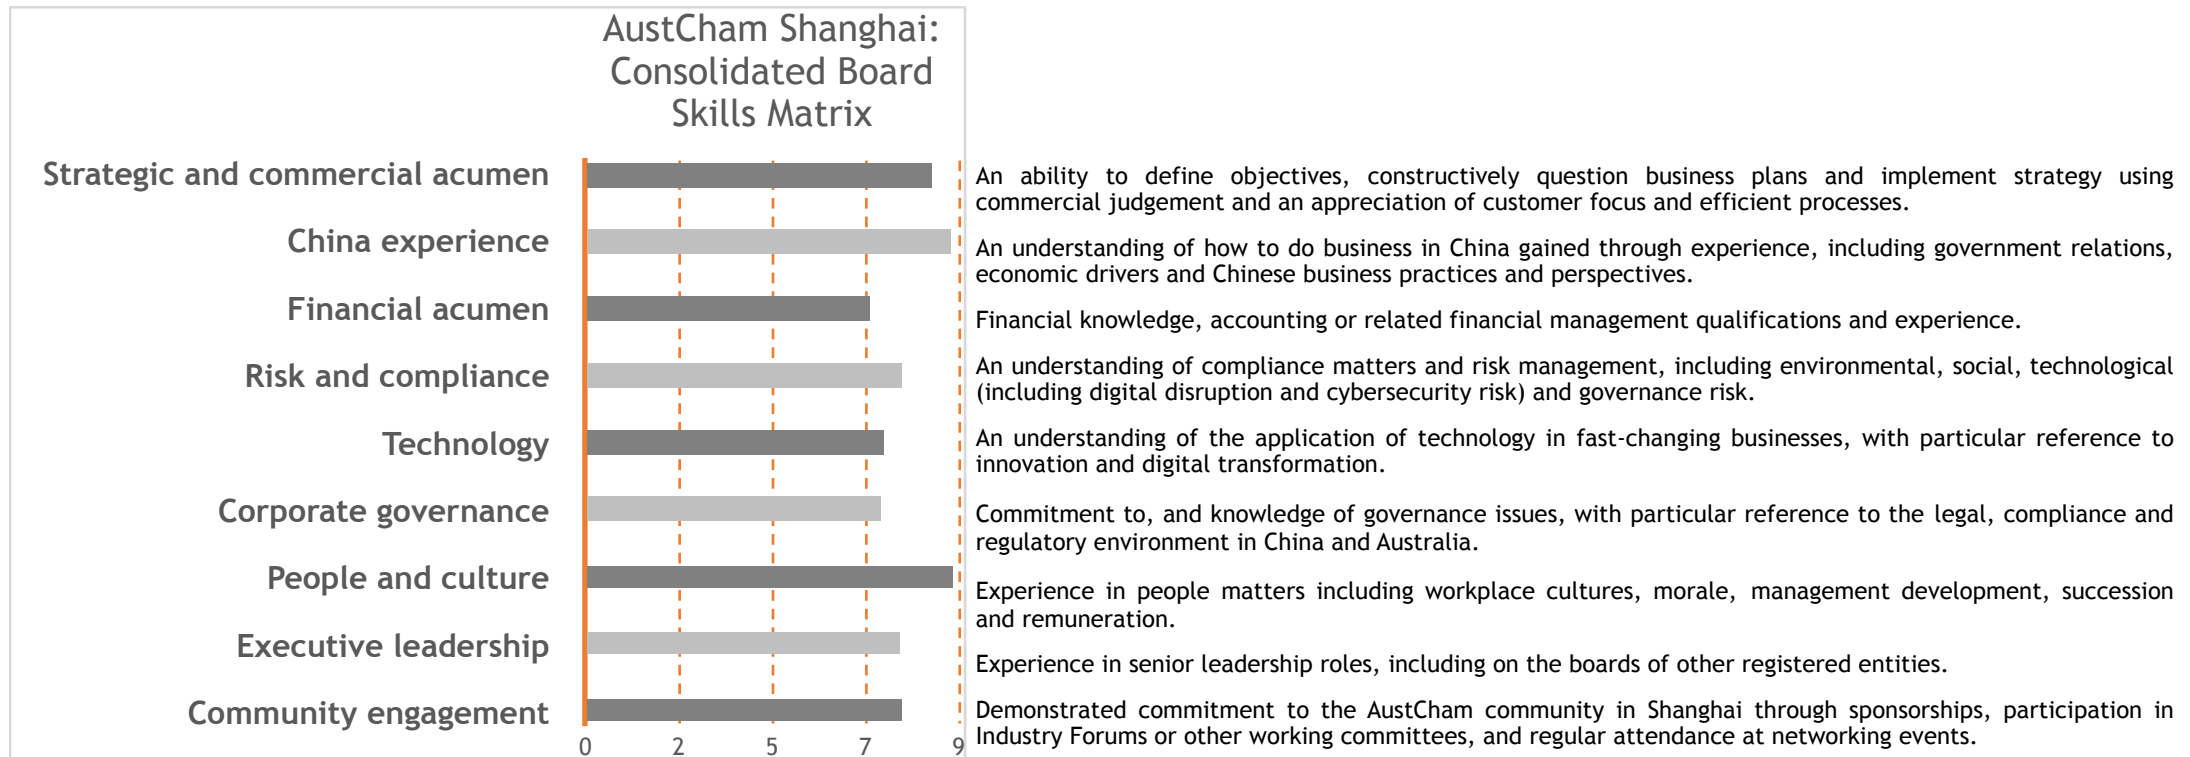 AustCham Shanghai:
Consolidated Board
Skills Matrix
Strategic and commercial acumen
An ability to define objectives, constructively question business plans and implement strategy using
commercial judgement and an appreciation of customer focus and efficient processes.
China experience
An understanding of how to do business in China gained through experience, including government relations,
economic drivers and Chinese business practices and perspectives.
Financial acumen
Financial knowledge, accounting or related financial management qualifications and experience.
Risk and compliance
An understanding of compliance matters and risk management, including environmental, social, technological
(including digital disruption and cybersecurity risk) and governance risk.
Technology
An understanding of the application of technology in fast-changing businesses, with particular reference to
innovation and digital transformation.
Corporate governance
Commitment to, and knowledge of governance issues, with particular reference to the legal, compliance and
regulatory environment in China and Australia.
People and culture
Experience in people matters including workplace cultures, morale, management development, succession
and remuneration.
Executive leadership
Experience in senior leadership roles, including on the boards of other registered entities.
Community engagement
Demonstrated commitment to the AustCham community in Shanghai through sponsorships, participation in
Industry Forums or other working committees, and regular attendance at networking events.
0 2 5 7 9